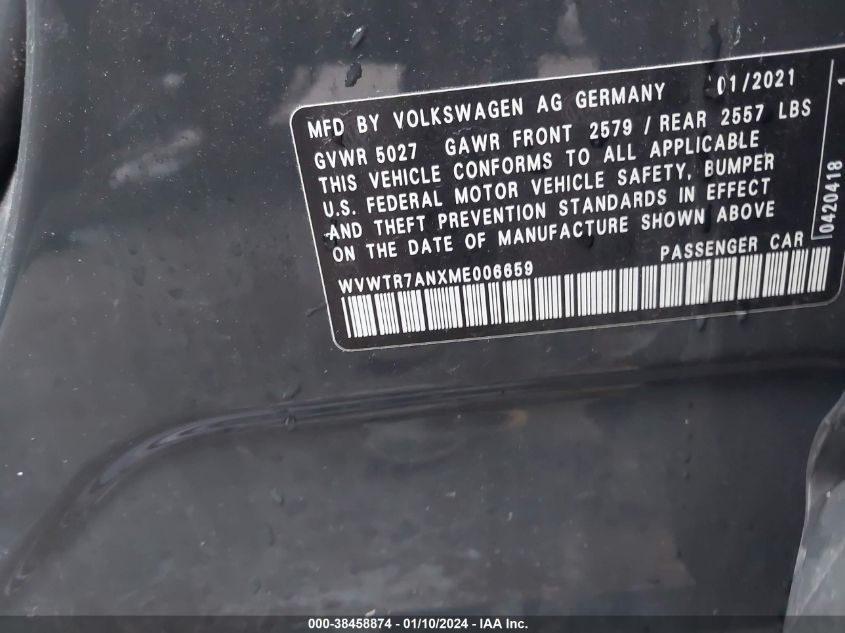 MFD BY VOLKSWAGEN AG GERMANY 01/2021
GVWR 5027 GAWR FRONT 2579 / REAR 2557 LBS
THIS VEHICLE CONFORMS TO ALL APPLICABLE
U.S. FEDERAL MOTOR VEHICLE SAFETY, BUMPER
AND THEFT PREVENTION STANDARDS IN EFFECT
ON THE DATE OF MANUFACTURE SHOWN ABOVE
WVWTR7ANXME006659 PASSENGER CAR
0420418 1
000-38458874 - 01/10/2024 - IAA Inc.